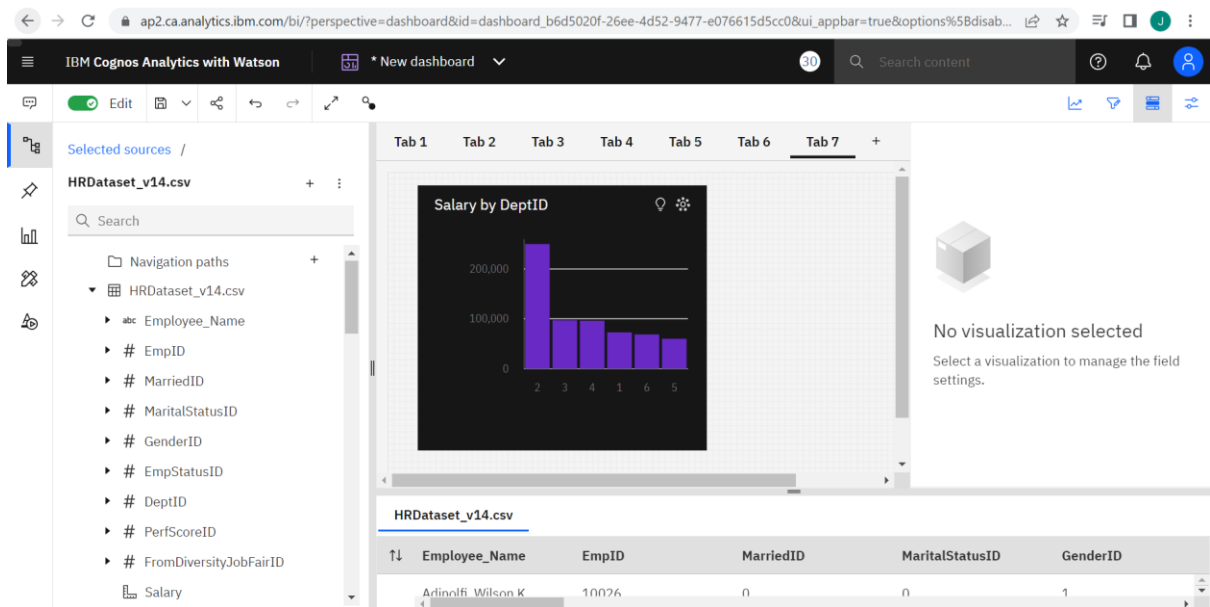 ap2.ca.analytics.ibm.com/bi/?perspective=dashboard&id=dashboard_b6d5020f-26ee-4d52-9477-e076615d5cc0&ui_appbar=true&options%5Bdisab... J
IBM Cognos Analytics with Watson * New dashboard 30 Search content
Edit
Selected sources /
HRDataset_v14.csv
Search
Navigation paths
HRDataset_v14.csv
abc Employee_Name
# EmpID
# MarriedID
# MaritalStatusID
# GenderID
# EmpStatusID
# DeptID
# PerfScoreID
# FromDiversityJobFairID
Salary
Tab 1 Tab 2 Tab 3 Tab 4 Tab 5 Tab 6 Tab 7 +
Salary by DeptID
200,000
100,000
0
2 3 4 1 6 5
No visualization selected
Select a visualization to manage the field
settings.
HRDataset_v14.csv
Employee_Name EmpID MarriedID MaritalStatusID GenderID
Adinolfi, Wilson K 10026 0 0 1